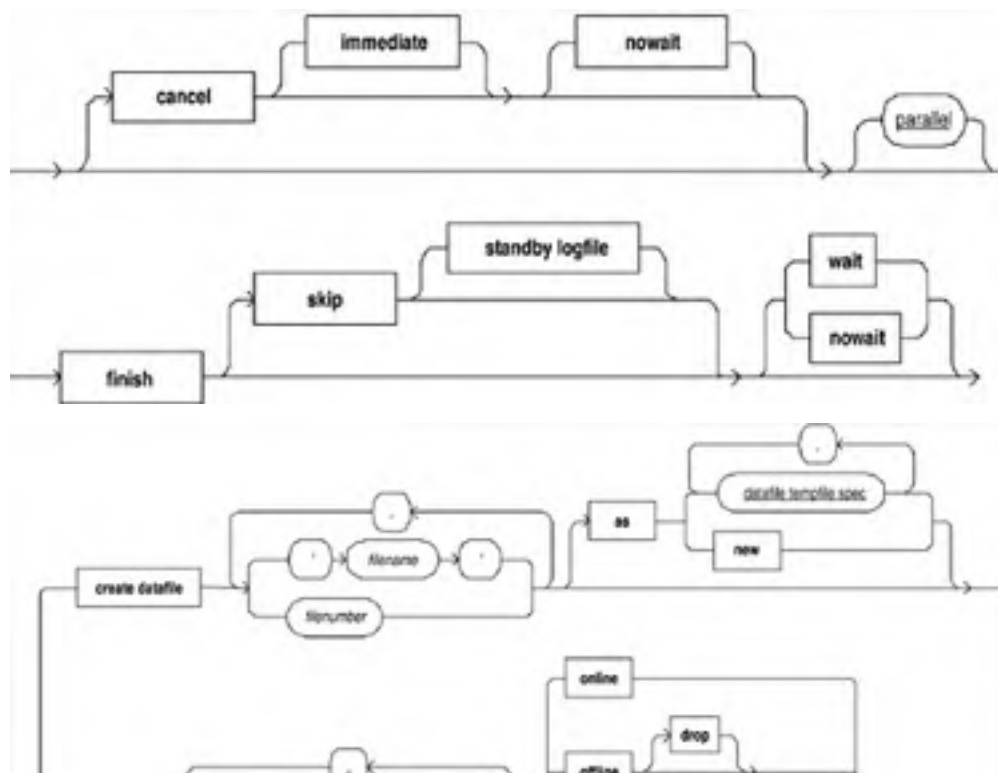 immediate nowait
cancel
parallel
standby logfile
wait
skip
nowait
finish
,
datafile tempfile spec
as
,
new
' filename '
create datafile
filenumber
online
drop
offline
,